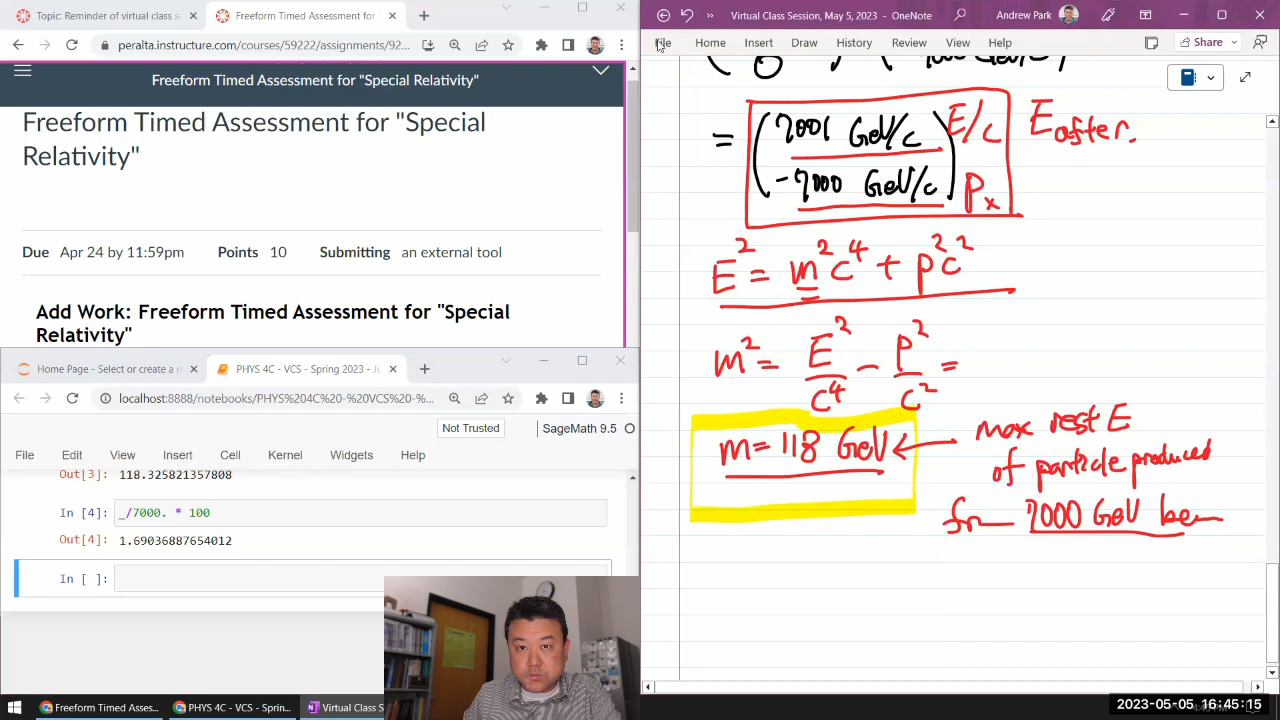 Topic: Reminder of virtual class s
Freeform Timed Assessment for
peralta.instructure.com/courses/59222/assignments/92...
Freeform Timed Assessment for "Special Relativity"
Freeform Timed Assessment for "Special
Relativity"
Due Apr 24 by 11:59pm Points 10 Submitting an external tool
Add Work: Freeform Timed Assessment for "Special
Relativity"
Home Page - Select or create a
PHYS 4C - VCS - Spring 2023 - Ju
localhost:8888/notebooks/PHYS%204C%20-%20VCS%20-%...
Not Trusted SageMath 9.5
File Edit View Insert Cell Kernel Widgets Help
Out[3]: 118.325821357808
In [4]: _/7000. * 100
Out[4]: 1.69036887654012
In [ ]:
Freeform Timed Asses...
PHYS 4C - VCS - Sprin...
Virtual Class S
Virtual Class Session, May 5, 2023 - OneNote
Andrew Park
File Home Insert Draw History Review View Help Share
= (7001 GeV/c E/c E after.
-7000 GeV/c) Px
E² = m²c⁴ + p²c²
m² = E²/c⁴ - P²/c² =
m = 118 GeV ← max rest E
of particle produced
for 7000 GeV beam
2023-05-05 16:45:15